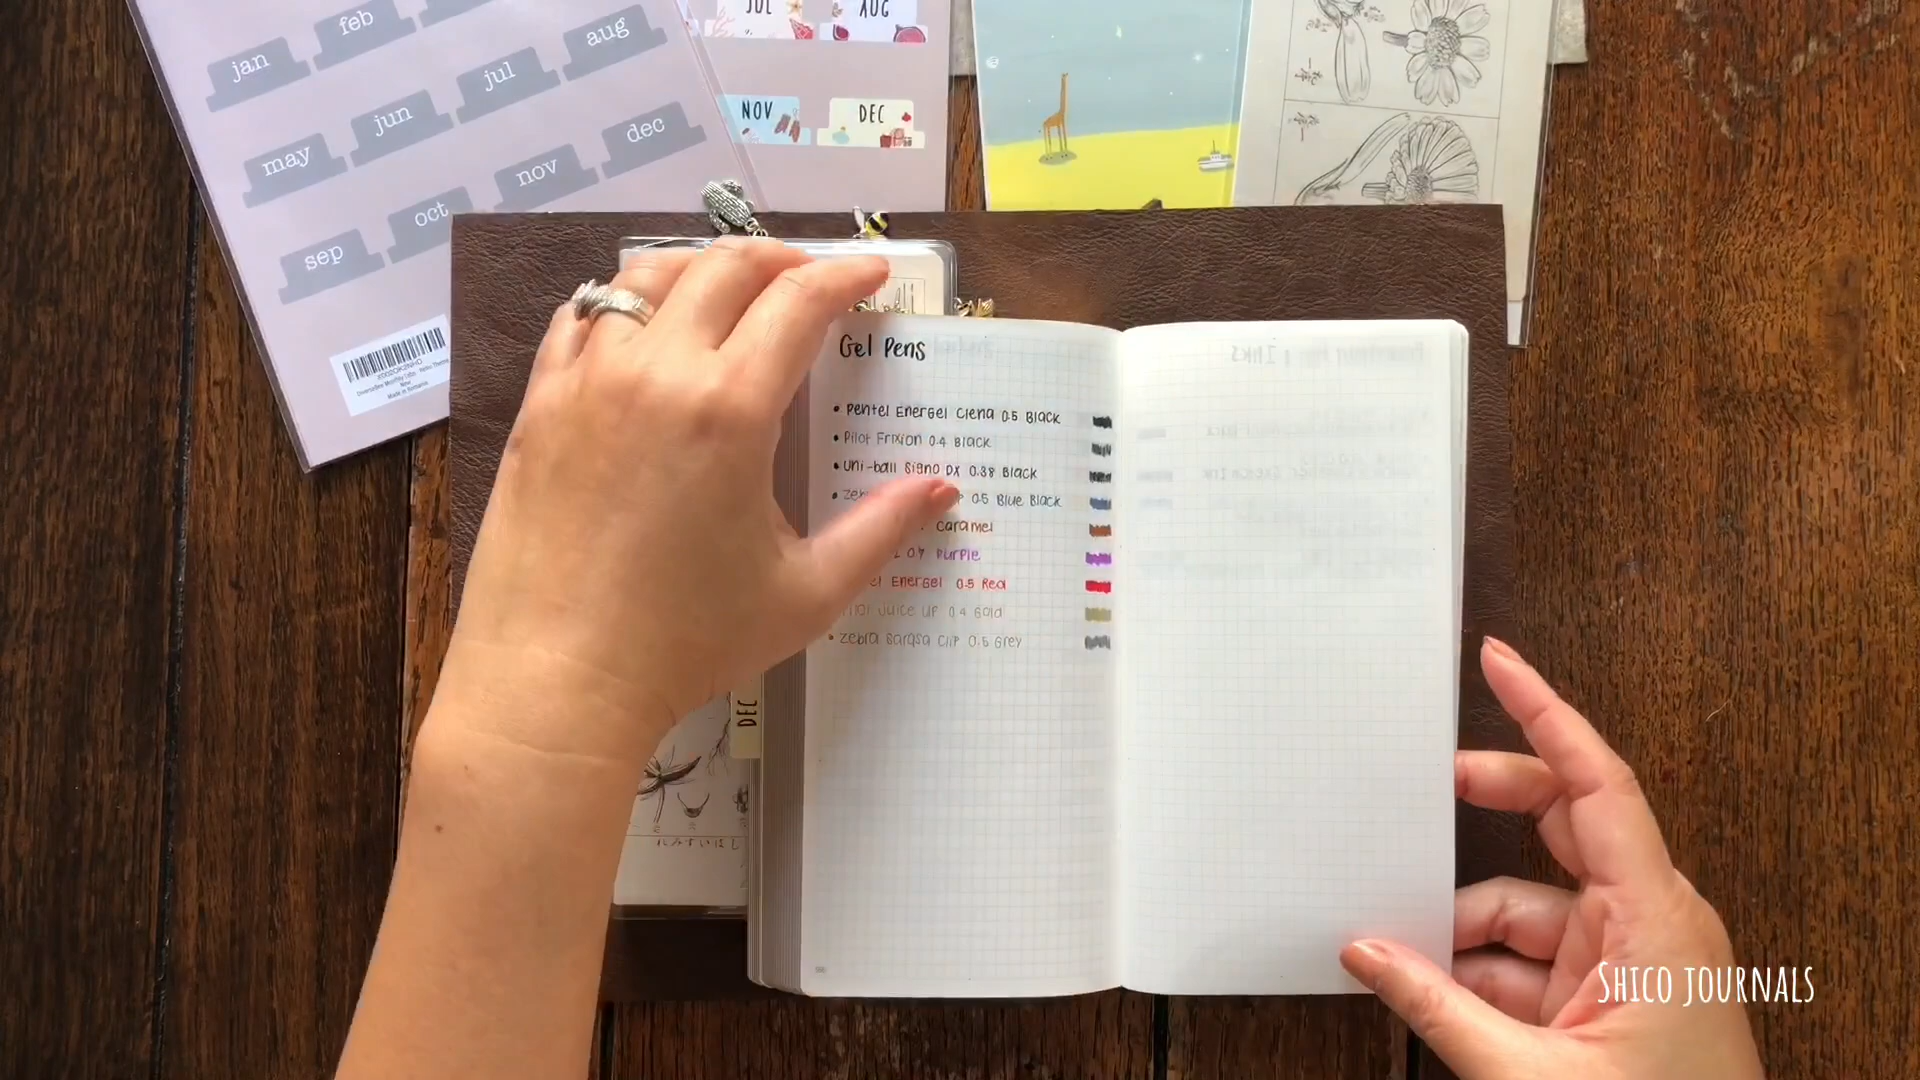 jan
feb
may
jun
jul
aug
sep
oct
nov
dec
JUL
AUG
NOV
DEC
Made in Romania
Gel Pens
• Pentel EnerGel Clena 0.5 Black
• Pilot Frixion 0.4 Black
• Uni-ball Signo DX 0.38 Black
0.5 Blue Black
Caramel
0.4 Purple
EnerGel 0.5 Red
Juice UP 0.4 Gold
• Zebra Sarasa Clip 0.5 Grey
DEC
SHICO JOURNALS